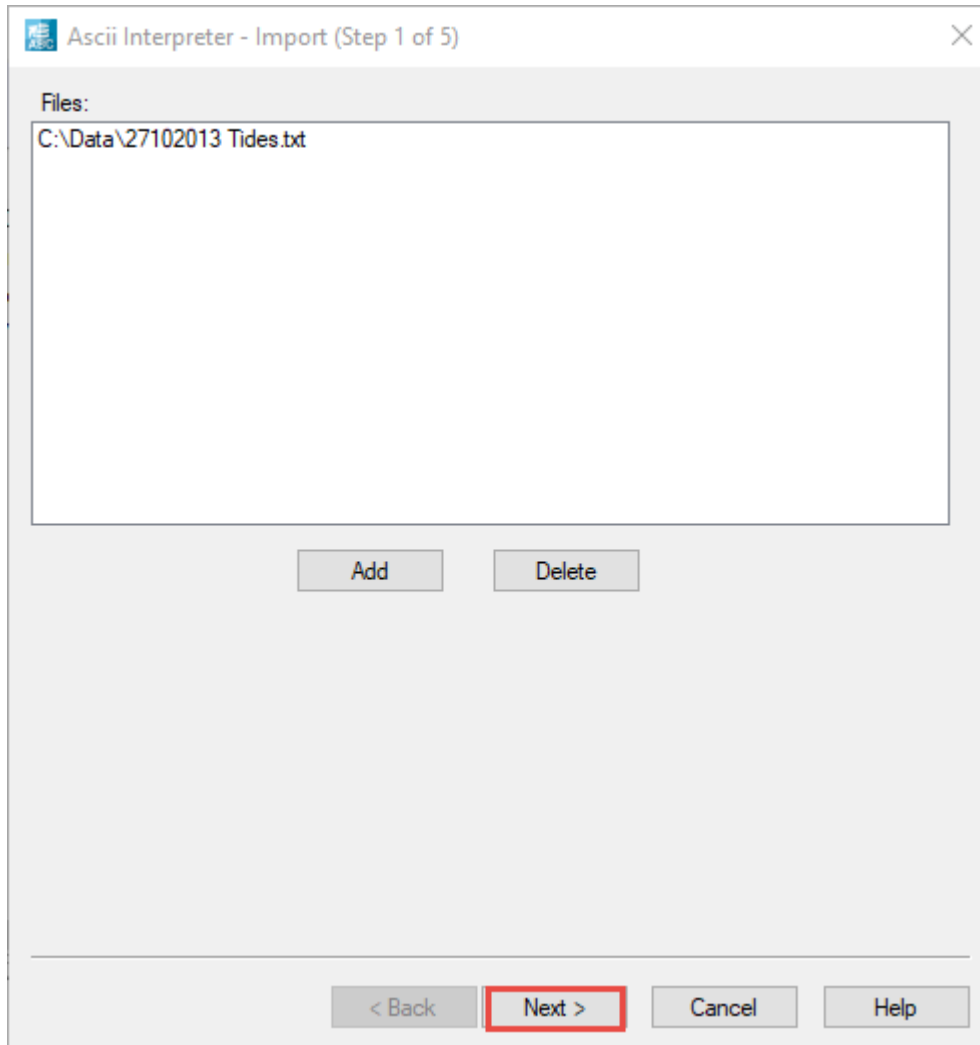 Ascii Interpreter - Import (Step 1 of 5)
Files:
C:\Data\27102013 Tides.txt
Add Delete
< Back Next > Cancel Help